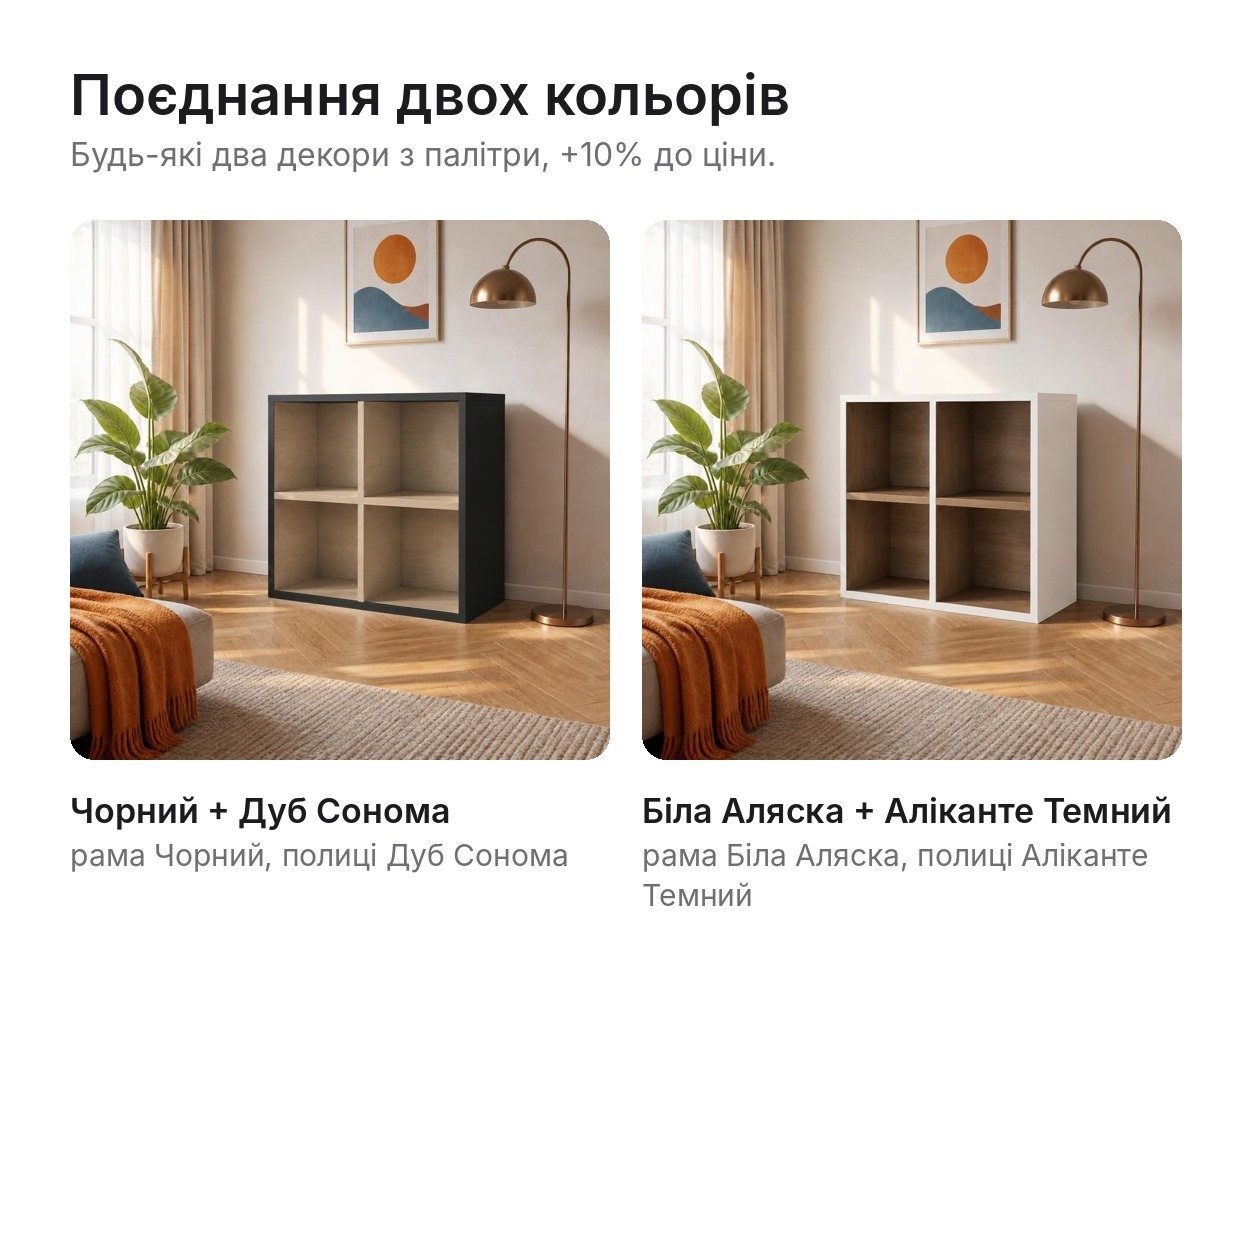 Поєднання двох кольорів
Будь-які два декори з палітри, +10% до ціни.
Чорний + Дуб Сонома
рама Чорний, полиці Дуб Сонома
Біла Аляска + Аліканте Темний
рама Біла Аляска, полиці Аліканте
Темний